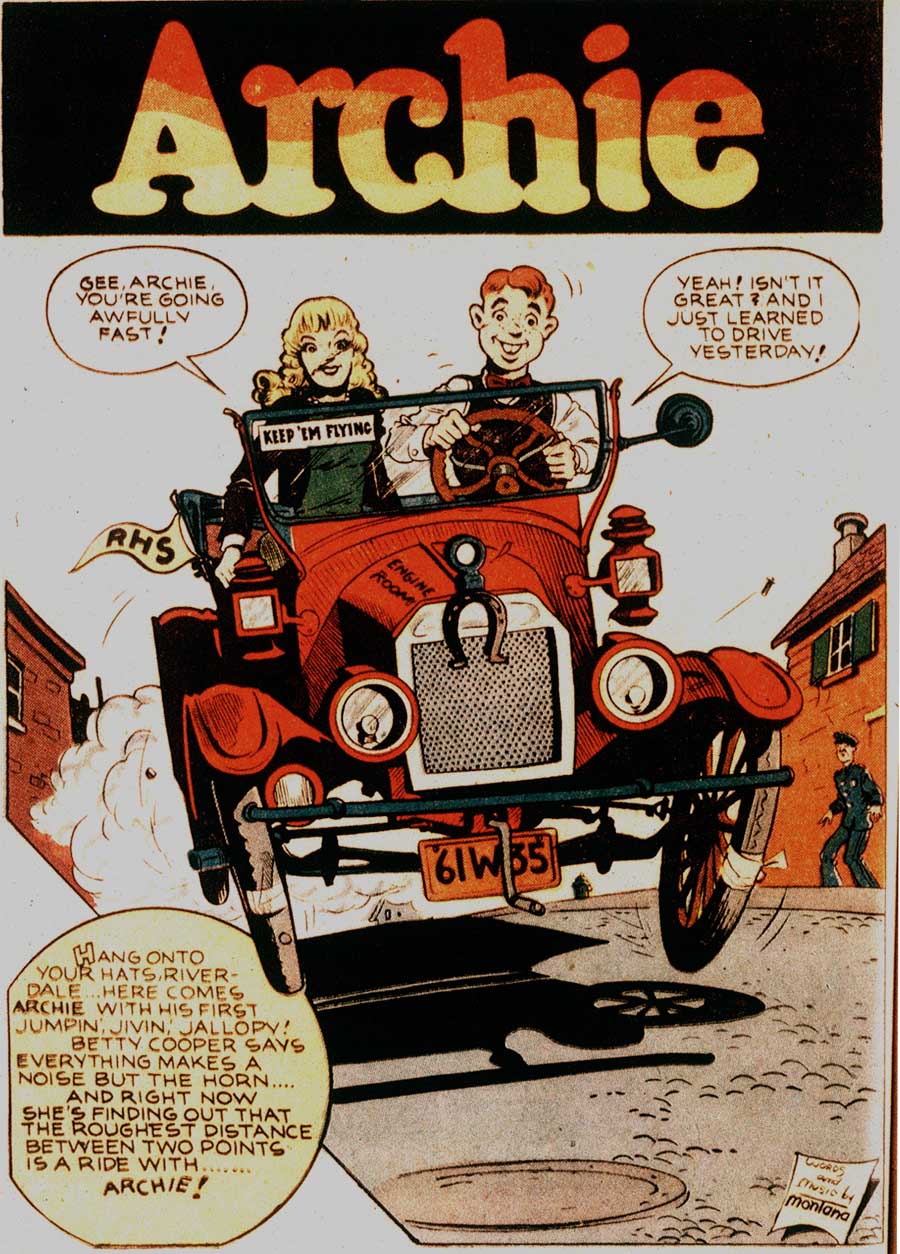 Archie
GEE, ARCHIE,
YOU'RE GOING
AWFULLY
FAST!
YEAH! ISN'T IT
GREAT? AND I
JUST LEARNED
TO DRIVE
YESTERDAY!
KEEP 'EM FLYING
RHS
ENGINE
ROOM
'61W35
HANG ONTO
YOUR HATS, RIVER-
DALE...HERE COMES
ARCHIE WITH HIS FIRST
JUMPIN', JIVIN', JALLOPY!
BETTY COOPER SAYS
EVERYTHING MAKES A
NOISE BUT THE HORN....
AND RIGHT NOW
SHE'S FINDING OUT THAT
THE ROUGHEST DISTANCE
BETWEEN TWO POINTS
IS A RIDE WITH.......
ARCHIE!
WORDS
and
MUSIC by
montana